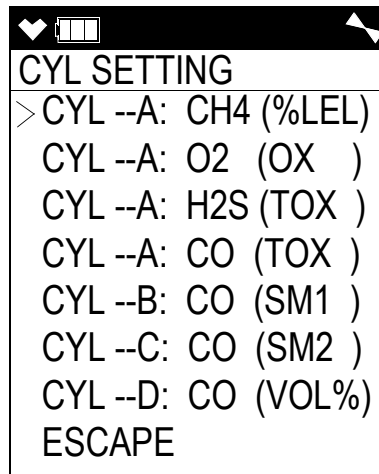 CYL SETTING
>CYL --A: CH4 (%LEL)
CYL --A: O2 (OX )
CYL --A: H2S (TOX )
CYL --A: CO (TOX )
CYL --B: CO (SM1 )
CYL --C: CO (SM2 )
CYL --D: CO (VOL%)
ESCAPE